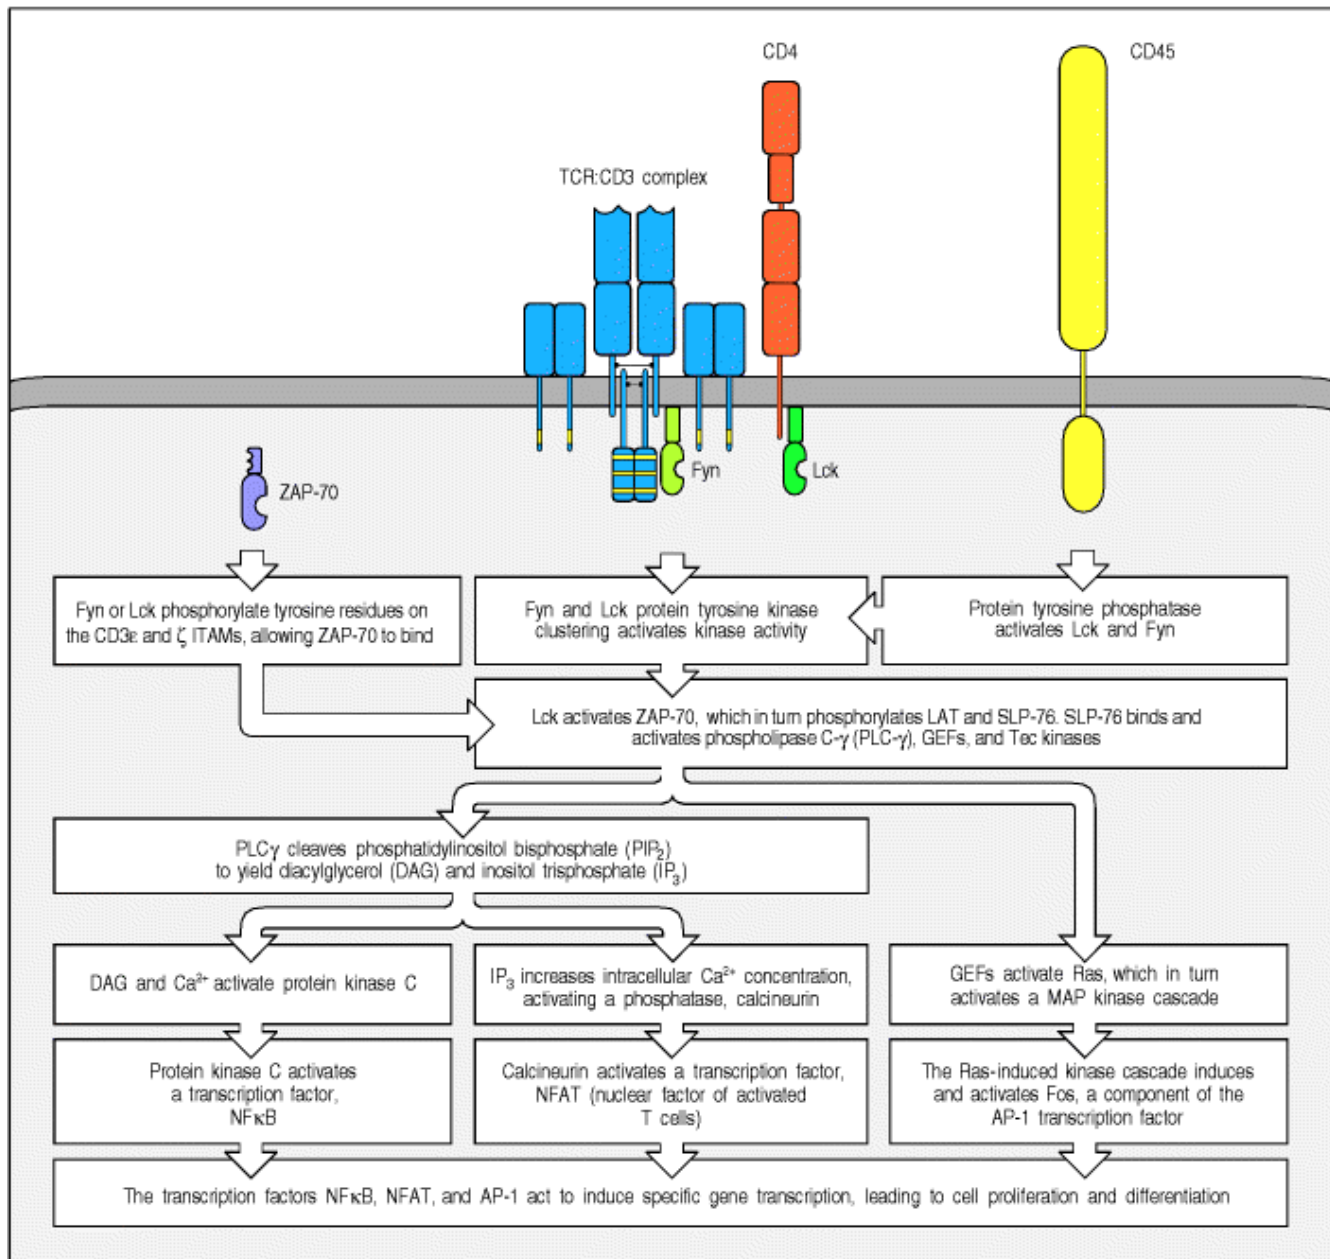 CD4
CD45
TCR:CD3 complex
ZAP-70
Fyn
Lck
Fyn or Lck phosphorylate tyrosine residues on
the CD3ε and ζ ITAMs, allowing ZAP-70 to bind
Fyn and Lck protein tyrosine kinase
clustering activates kinase activity
Protein tyrosine phosphatase
activates Lck and Fyn
Lck activates ZAP-70, which in turn phosphorylates LAT and SLP-76. SLP-76 binds and
activates phospholipase C-γ (PLC-γ), GEFs, and Tec kinases
PLCγ cleaves phosphatidylinositol bisphosphate (PIP₂)
to yield diacylglycerol (DAG) and inositol trisphosphate (IP₃)
DAG and Ca²⁺ activate protein kinase C
IP₃ increases intracellular Ca²⁺ concentration,
activating a phosphatase, calcineurin
GEFs activate Ras, which in turn
activates a MAP kinase cascade
Protein kinase C activates
a transcription factor,
NFκB
Calcineurin activates a transcription factor,
NFAT (nuclear factor of activated
T cells)
The Ras-induced kinase cascade induces
and activates Fos, a component of the
AP-1 transcription factor
The transcription factors NFκB, NFAT, and AP-1 act to induce specific gene transcription, leading to cell proliferation and differentiation